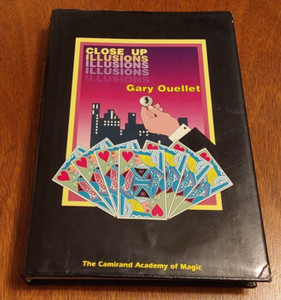 CLOSE UP
ILLUSIONS
ILLUSIONS
ILLUSIONS
ILLUSIONS
Gary Ouellet
The Camirand Academy of Magic